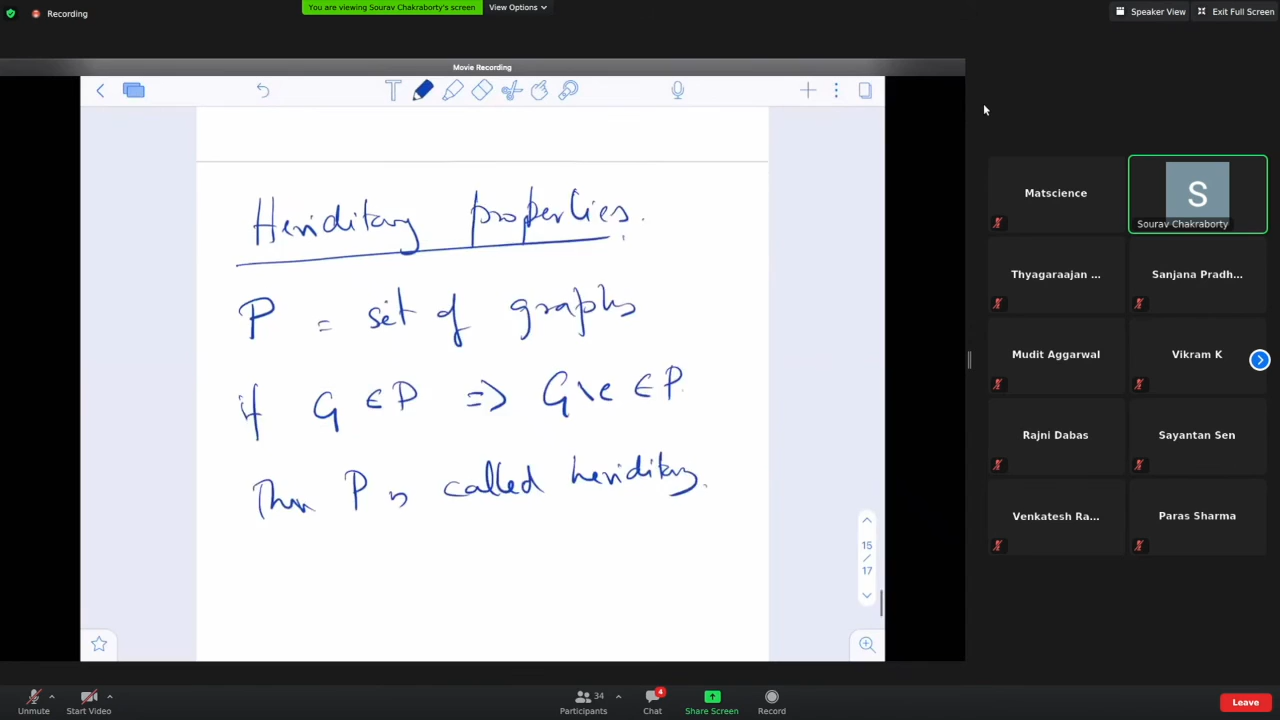 Recording
You are viewing Sourav Chakraborty's screen
View Options
Speaker View
Exit Full Screen
Movie Recording
Heriditary properties.
P = set of graphs
if G ∈ P => G\e ∈ P.
Then P is called heriditary.
15
/
17
Matscience
S
Sourav Chakraborty
Thyagaraajan ...
Sanjana Pradh...
Mudit Aggarwal
Vikram K
Rajni Dabas
Sayantan Sen
Venkatesh Ra...
Paras Sharma
Unmute
Start Video
34
Participants
4
Chat
Share Screen
Record
Leave